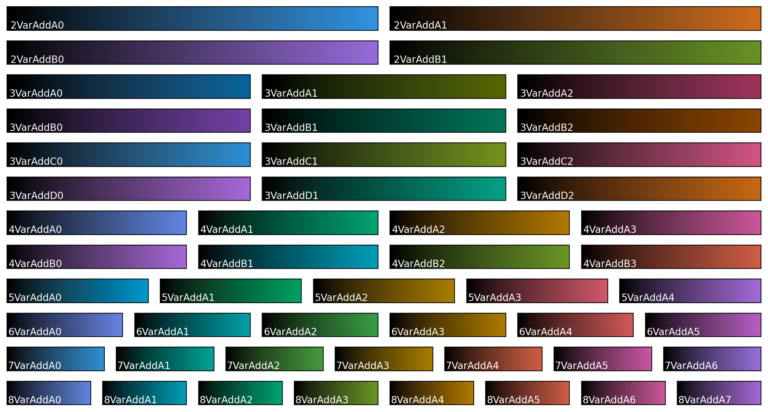 2VarAddA0 2VarAddA1
2VarAddB0 2VarAddB1
3VarAddA0 3VarAddA1 3VarAddA2
3VarAddB0 3VarAddB1 3VarAddB2
3VarAddC0 3VarAddC1 3VarAddC2
3VarAddD0 3VarAddD1 3VarAddD2
4VarAddA0 4VarAddA1 4VarAddA2 4VarAddA3
4VarAddB0 4VarAddB1 4VarAddB2 4VarAddB3
5VarAddA0 5VarAddA1 5VarAddA2 5VarAddA3 5VarAddA4
6VarAddA0 6VarAddA1 6VarAddA2 6VarAddA3 6VarAddA4 6VarAddA5
7VarAddA0 7VarAddA1 7VarAddA2 7VarAddA3 7VarAddA4 7VarAddA5 7VarAddA6
8VarAddA0 8VarAddA1 8VarAddA2 8VarAddA3 8VarAddA4 8VarAddA5 8VarAddA6 8VarAddA7